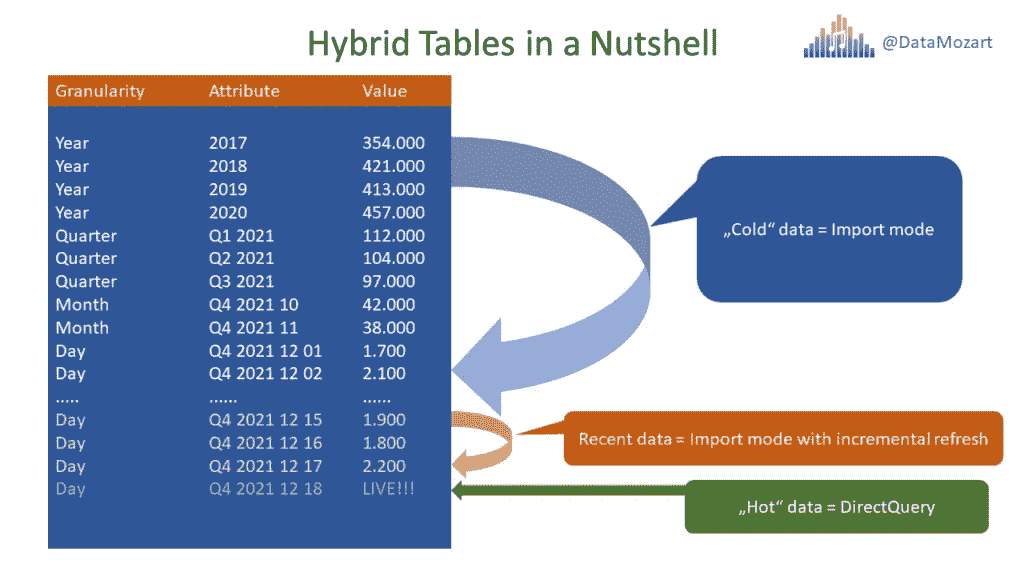 Hybrid Tables in a Nutshell
@DataMozart
Granularity Attribute Value
Year 2017 354.000
Year 2018 421.000
Year 2019 413.000
Year 2020 457.000
Quarter Q1 2021 112.000
Quarter Q2 2021 104.000
Quarter Q3 2021 97.000
Month Q4 2021 10 42.000
Month Q4 2021 11 38.000
Day Q4 2021 12 01 1.700
Day Q4 2021 12 02 2.100
..... ...... ......
Day Q4 2021 12 15 1.900
Day Q4 2021 12 16 1.800
Day Q4 2021 12 17 2.200
Day Q4 2021 12 18 LIVE!!!
„Cold“ data = Import mode
Recent data = Import mode with incremental refresh
„Hot“ data = DirectQuery